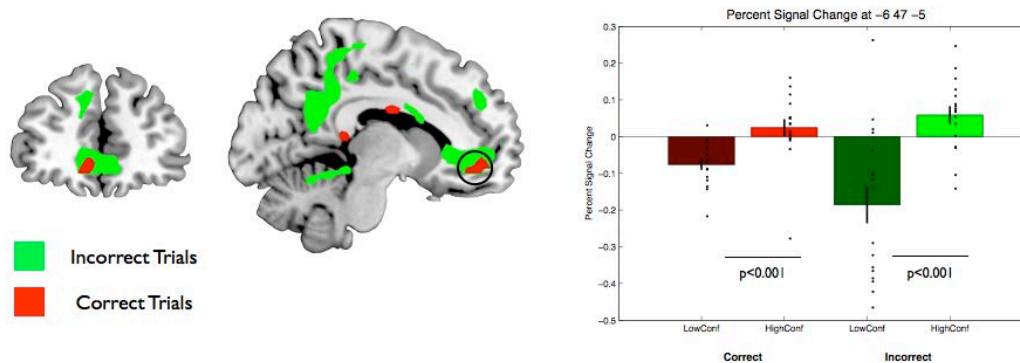 Incorrect Trials
Correct Trials
Percent Signal Change at −6 47 −5
Percent Signal Change
0.3
0.2
0.1
0
−0.1
−0.2
−0.3
−0.4
−0.5
p<0.001
p<0.001
LowConf HighConf LowConf HighConf
Correct Incorrect